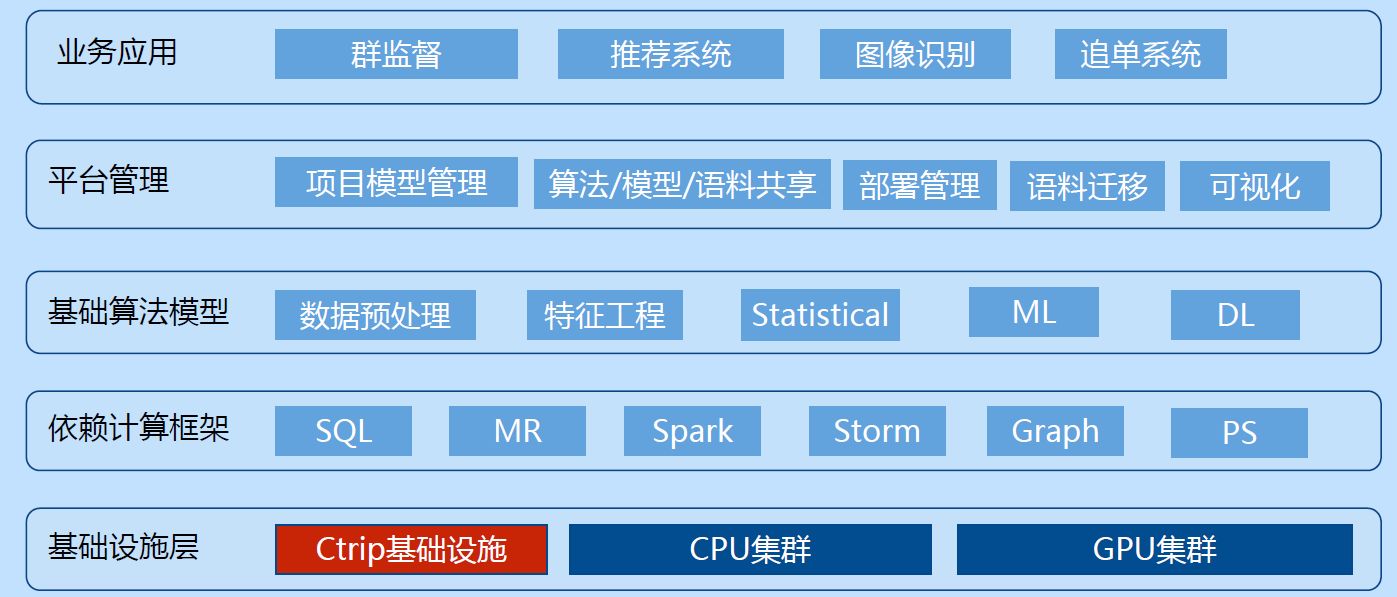 业务应用 群监督 推荐系统 图像识别 追单系统
平台管理 项目模型管理 算法/模型/语料共享 部署管理 语料迁移 可视化
基础算法模型 数据预处理 特征工程 Statistical ML DL
依赖计算框架 SQL MR Spark Storm Graph PS
基础设施层 Ctrip基础设施 CPU集群 GPU集群